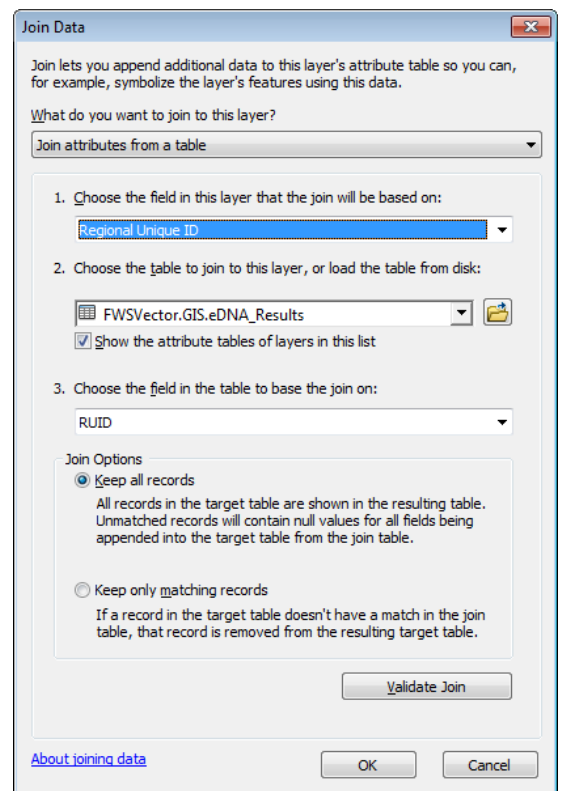 Join Data
Join lets you append additional data to this layer's attribute table so you can,
for example, symbolize the layer's features using this data.
What do you want to join to this layer?
Join attributes from a table
1. Choose the field in this layer that the join will be based on:
Regional Unique ID
2. Choose the table to join to this layer, or load the table from disk:
FWSVector.GIS.eDNA_Results
Show the attribute tables of layers in this list
3. Choose the field in the table to base the join on:
RUID
Join Options
Keep all records
All records in the target table are shown in the resulting table.
Unmatched records will contain null values for all fields being
appended into the target table from the join table.
Keep only matching records
If a record in the target table doesn't have a match in the join
table, that record is removed from the resulting target table.
Validate Join
About joining data
OK
Cancel